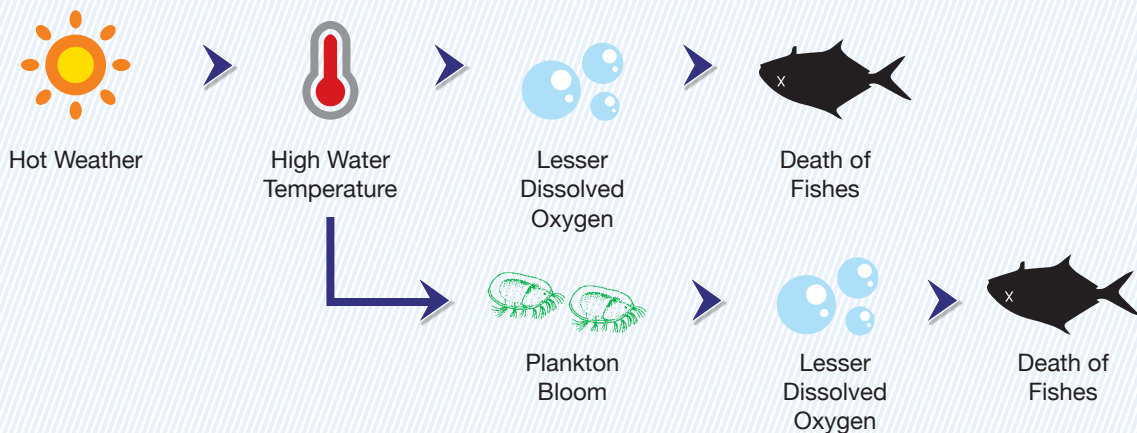 Hot Weather
High Water
Temperature
Lesser
Dissolved
Oxygen
Death of
Fishes
Plankton
Bloom
Lesser
Dissolved
Oxygen
Death of
Fishes